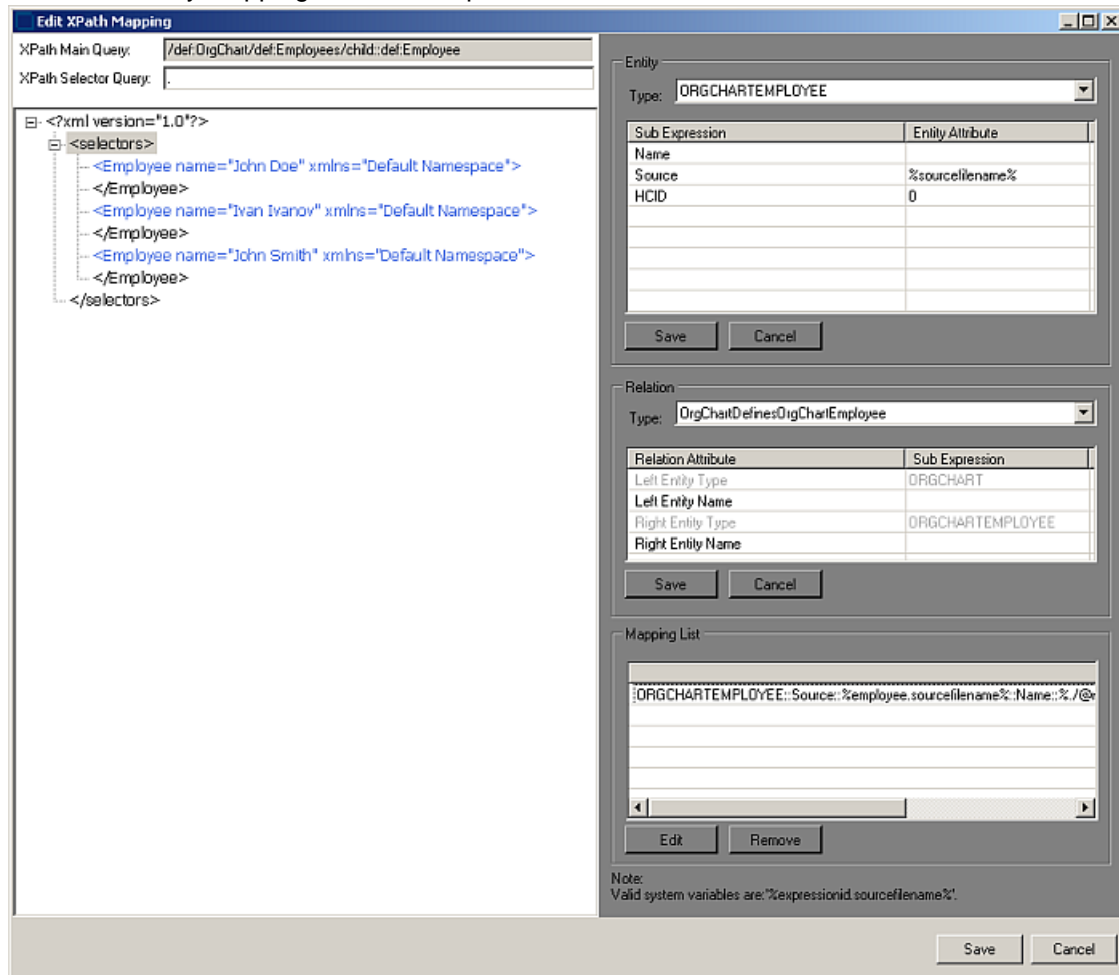 Edit XPath Mapping
XPath Main Query: /def:OrgChart/def:Employees/child::def:Employee
XPath Selector Query: .
<?xml version="1.0"?>
<selectors>
<Employee name="John Doe" xmlns="Default Namespace">
</Employee>
<Employee name="Ivan Ivanov" xmlns="Default Namespace">
</Employee>
<Employee name="John Smith" xmlns="Default Namespace">
</Employee>
</selectors>
Entity
Type: ORGCHARTEMPLOYEE
Sub Expression Entity Attribute
Name
Source %sourcefilename%
HCID 0
Save Cancel
Relation
Type: OrgChartDefinesOrgChartEmployee
Relation Attribute Sub Expression
Left Entity Type ORGCHART
Left Entity Name
Right Entity Type ORGCHARTEMPLOYEE
Right Entity Name
Save Cancel
Mapping List
ORGCHARTEMPLOYEE::Source::%employee.sourcefilename%::Name::%./@
Edit Remove
Note:
Valid system variables are:'%expressionid.sourcefilename%'.
Save Cancel